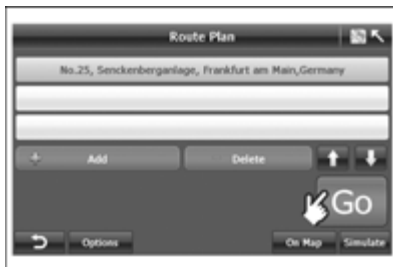 Route Plan
No.25, Senckenberganlage, Frankfurt am Main,Germany
Add Delete
Go
Options On Map Simulate